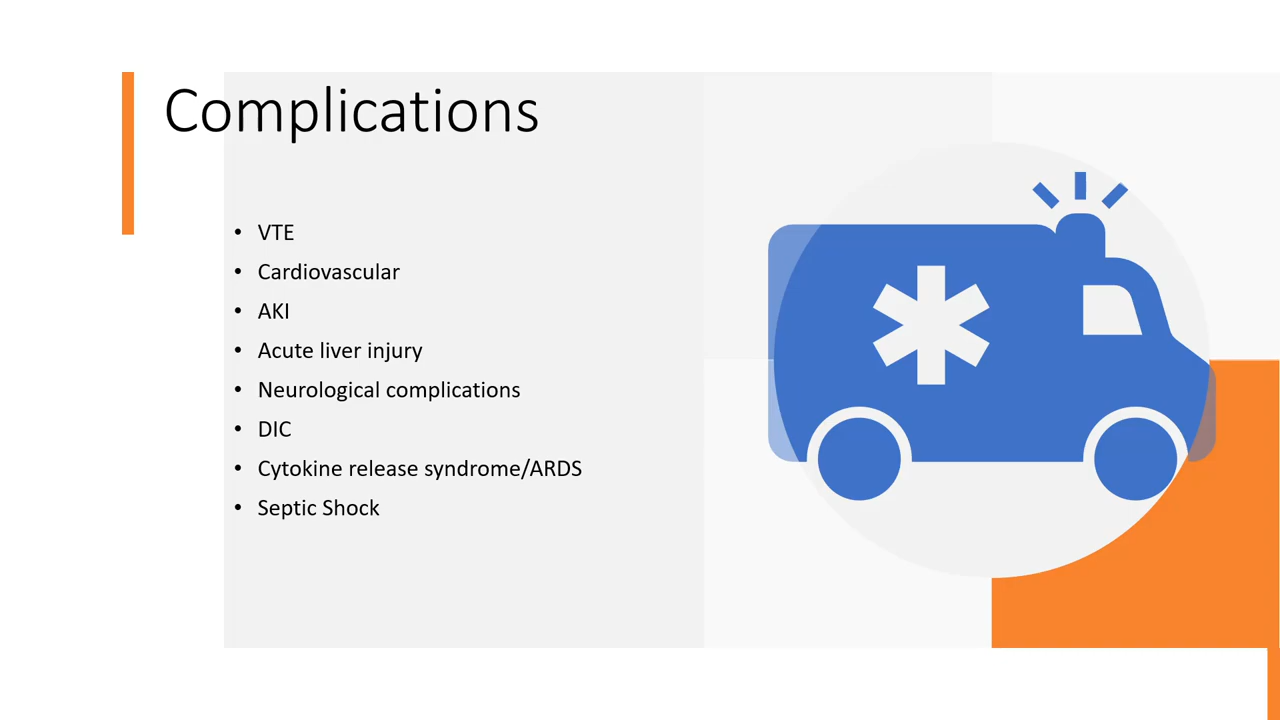 Complications
• VTE
• Cardiovascular
• AKI
• Acute liver injury
• Neurological complications
• DIC
• Cytokine release syndrome/ARDS
• Septic Shock